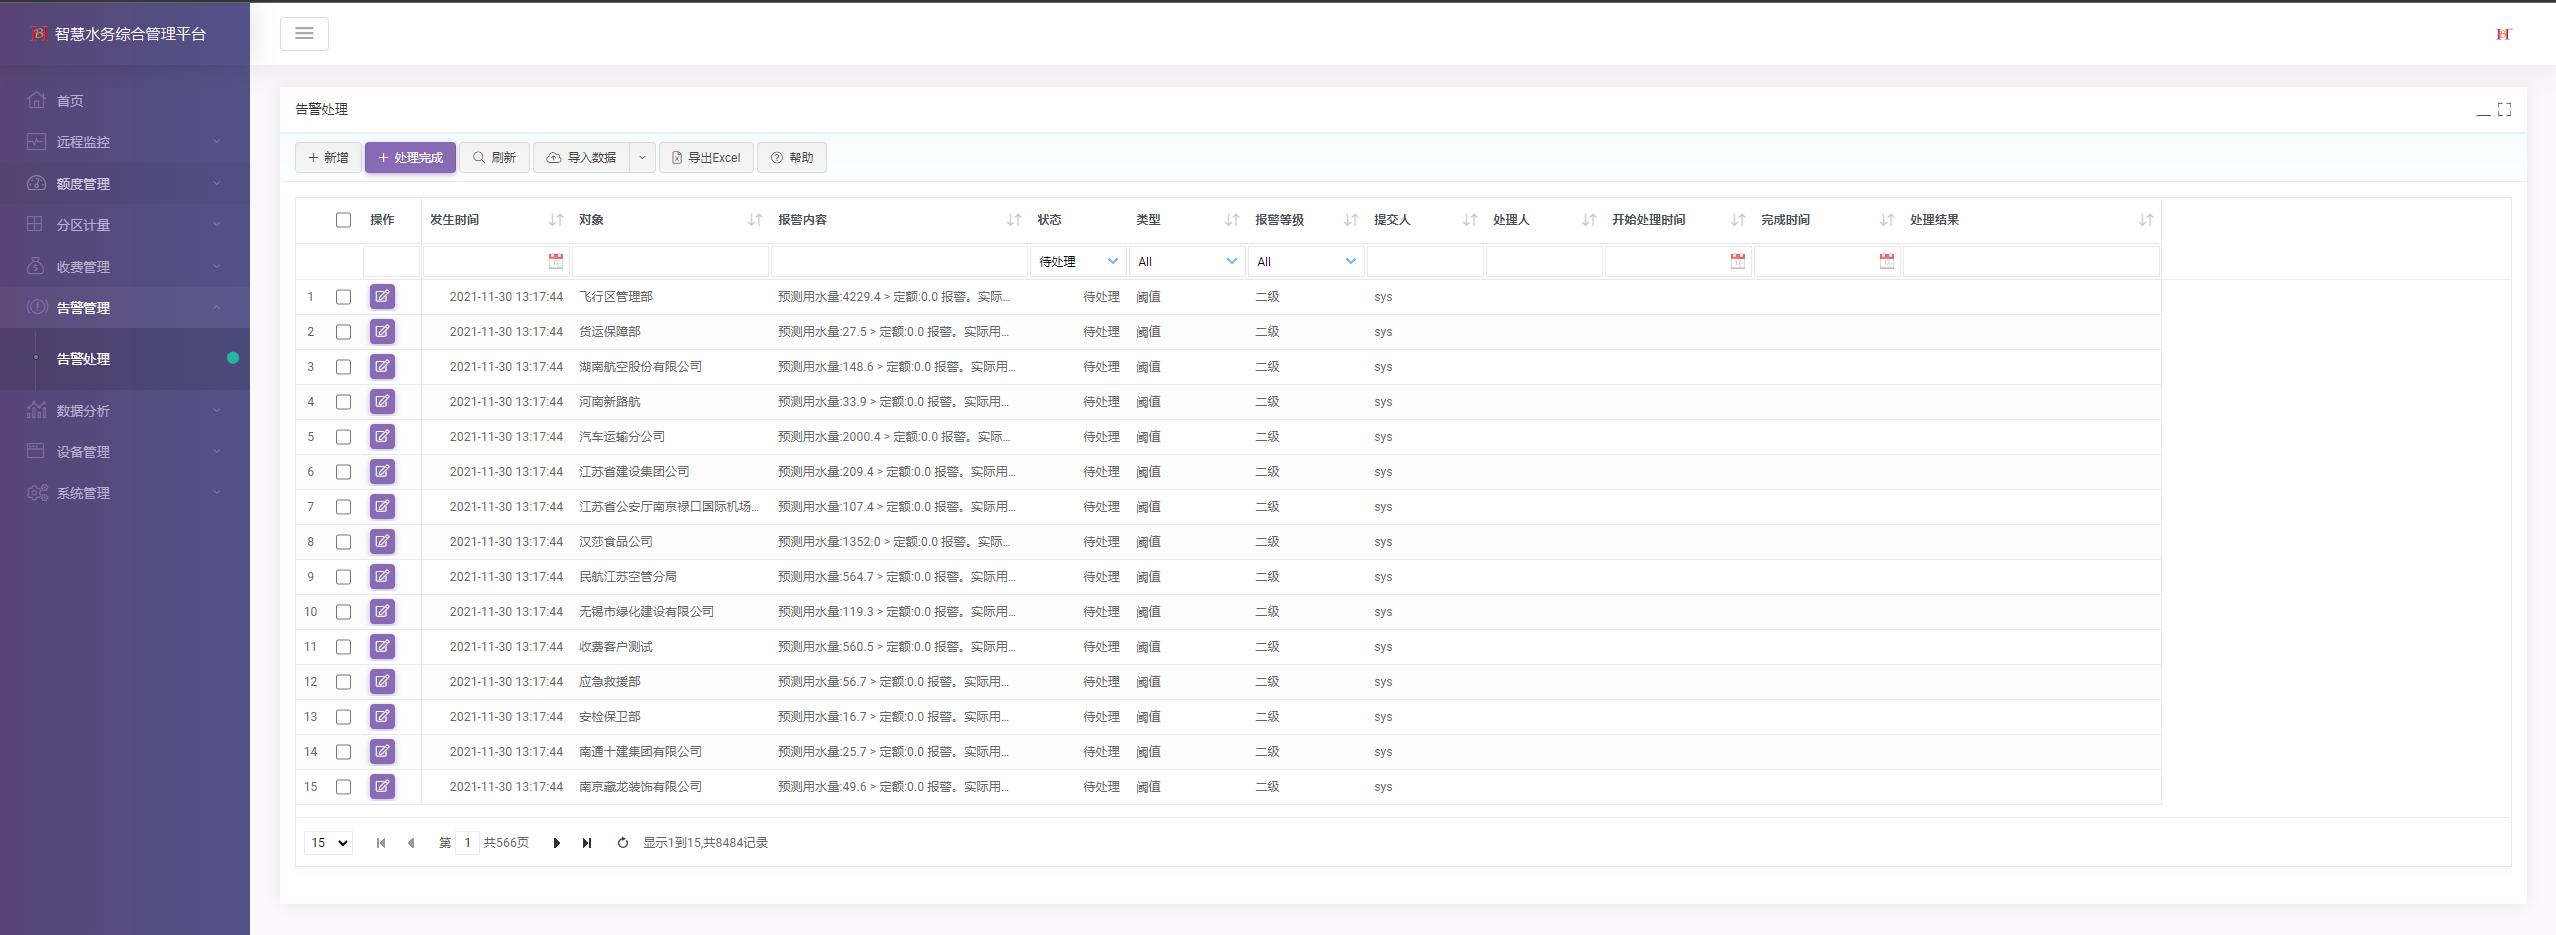 智慧水务综合管理平台
首页
远程监控
额度管理
分区计量
收费管理
告警管理
告警处理
数据分析
设备管理
系统管理
告警处理
新增 处理完成 刷新 导入数据 导出Excel 帮助
操作 发生时间 对象 报警内容 状态 类型 报警等级 提交人 处理人 开始处理时间 完成时间 处理结果
待处理 All All
1 2021-11-30 13:17:44 飞行区管理部 预测用水量:4229.4 > 定额:0.0 报警。实际... 待处理 阈值 二级 sys
2 2021-11-30 13:17:44 货运保障部 预测用水量:27.5 > 定额:0.0 报警。实际用... 待处理 阈值 二级 sys
3 2021-11-30 13:17:44 湖南航空股份有限公司 预测用水量:148.6 > 定额:0.0 报警。实际用... 待处理 阈值 二级 sys
4 2021-11-30 13:17:44 河南新路航 预测用水量:33.9 > 定额:0.0 报警。实际用... 待处理 阈值 二级 sys
5 2021-11-30 13:17:44 汽车运输分公司 预测用水量:2000.4 > 定额:0.0 报警。实际... 待处理 阈值 二级 sys
6 2021-11-30 13:17:44 江苏省建设集团公司 预测用水量:209.4 > 定额:0.0 报警。实际用... 待处理 阈值 二级 sys
7 2021-11-30 13:17:44 江苏省公安厅南京禄口国际机场... 预测用水量:107.4 > 定额:0.0 报警。实际用... 待处理 阈值 二级 sys
8 2021-11-30 13:17:44 汉莎食品公司 预测用水量:1352.0 > 定额:0.0 报警。实际... 待处理 阈值 二级 sys
9 2021-11-30 13:17:44 民航江苏空管分局 预测用水量:564.7 > 定额:0.0 报警。实际用... 待处理 阈值 二级 sys
10 2021-11-30 13:17:44 无锡市绿化建设有限公司 预测用水量:119.3 > 定额:0.0 报警。实际用... 待处理 阈值 二级 sys
11 2021-11-30 13:17:44 收费客户测试 预测用水量:560.5 > 定额:0.0 报警。实际用... 待处理 阈值 二级 sys
12 2021-11-30 13:17:44 应急救援部 预测用水量:56.7 > 定额:0.0 报警。实际用... 待处理 阈值 二级 sys
13 2021-11-30 13:17:44 安检保卫部 预测用水量:16.7 > 定额:0.0 报警。实际用... 待处理 阈值 二级 sys
14 2021-11-30 13:17:44 南通十建集团有限公司 预测用水量:25.7 > 定额:0.0 报警。实际用... 待处理 阈值 二级 sys
15 2021-11-30 13:17:44 南京藏龙装饰有限公司 预测用水量:49.6 > 定额:0.0 报警。实际用... 待处理 阈值 二级 sys
15 第 1 共566页 显示1到15,共8484记录